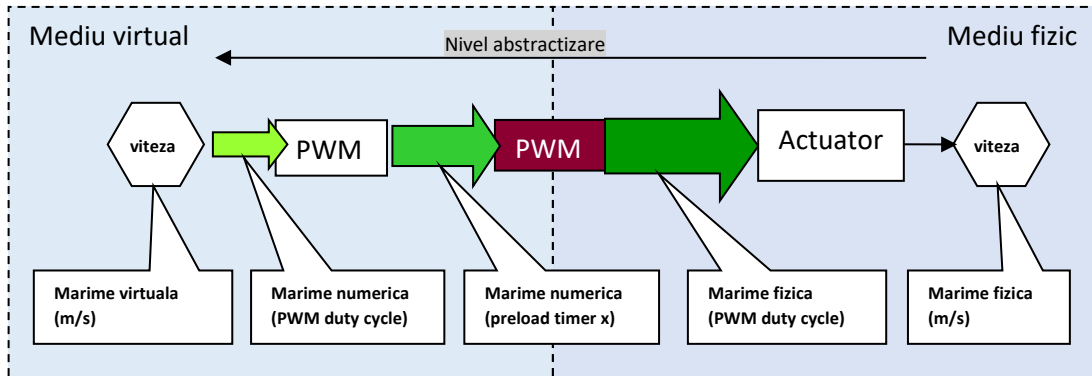 Mediu virtual
Nivel abstractizare
Mediu fizic
viteza
PWM
PWM
Actuator
viteza
Marime virtuala
(m/s)
Marime numerica
(PWM duty cycle)
Marime numerica
(preload timer x)
Marime fizica
(PWM duty cycle)
Marime fizica
(m/s)